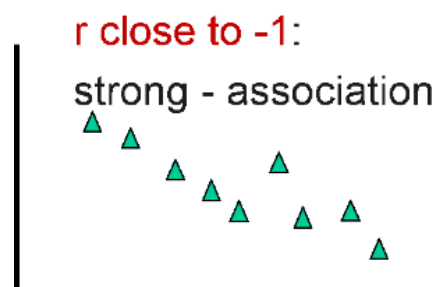 r close to -1:
strong - association